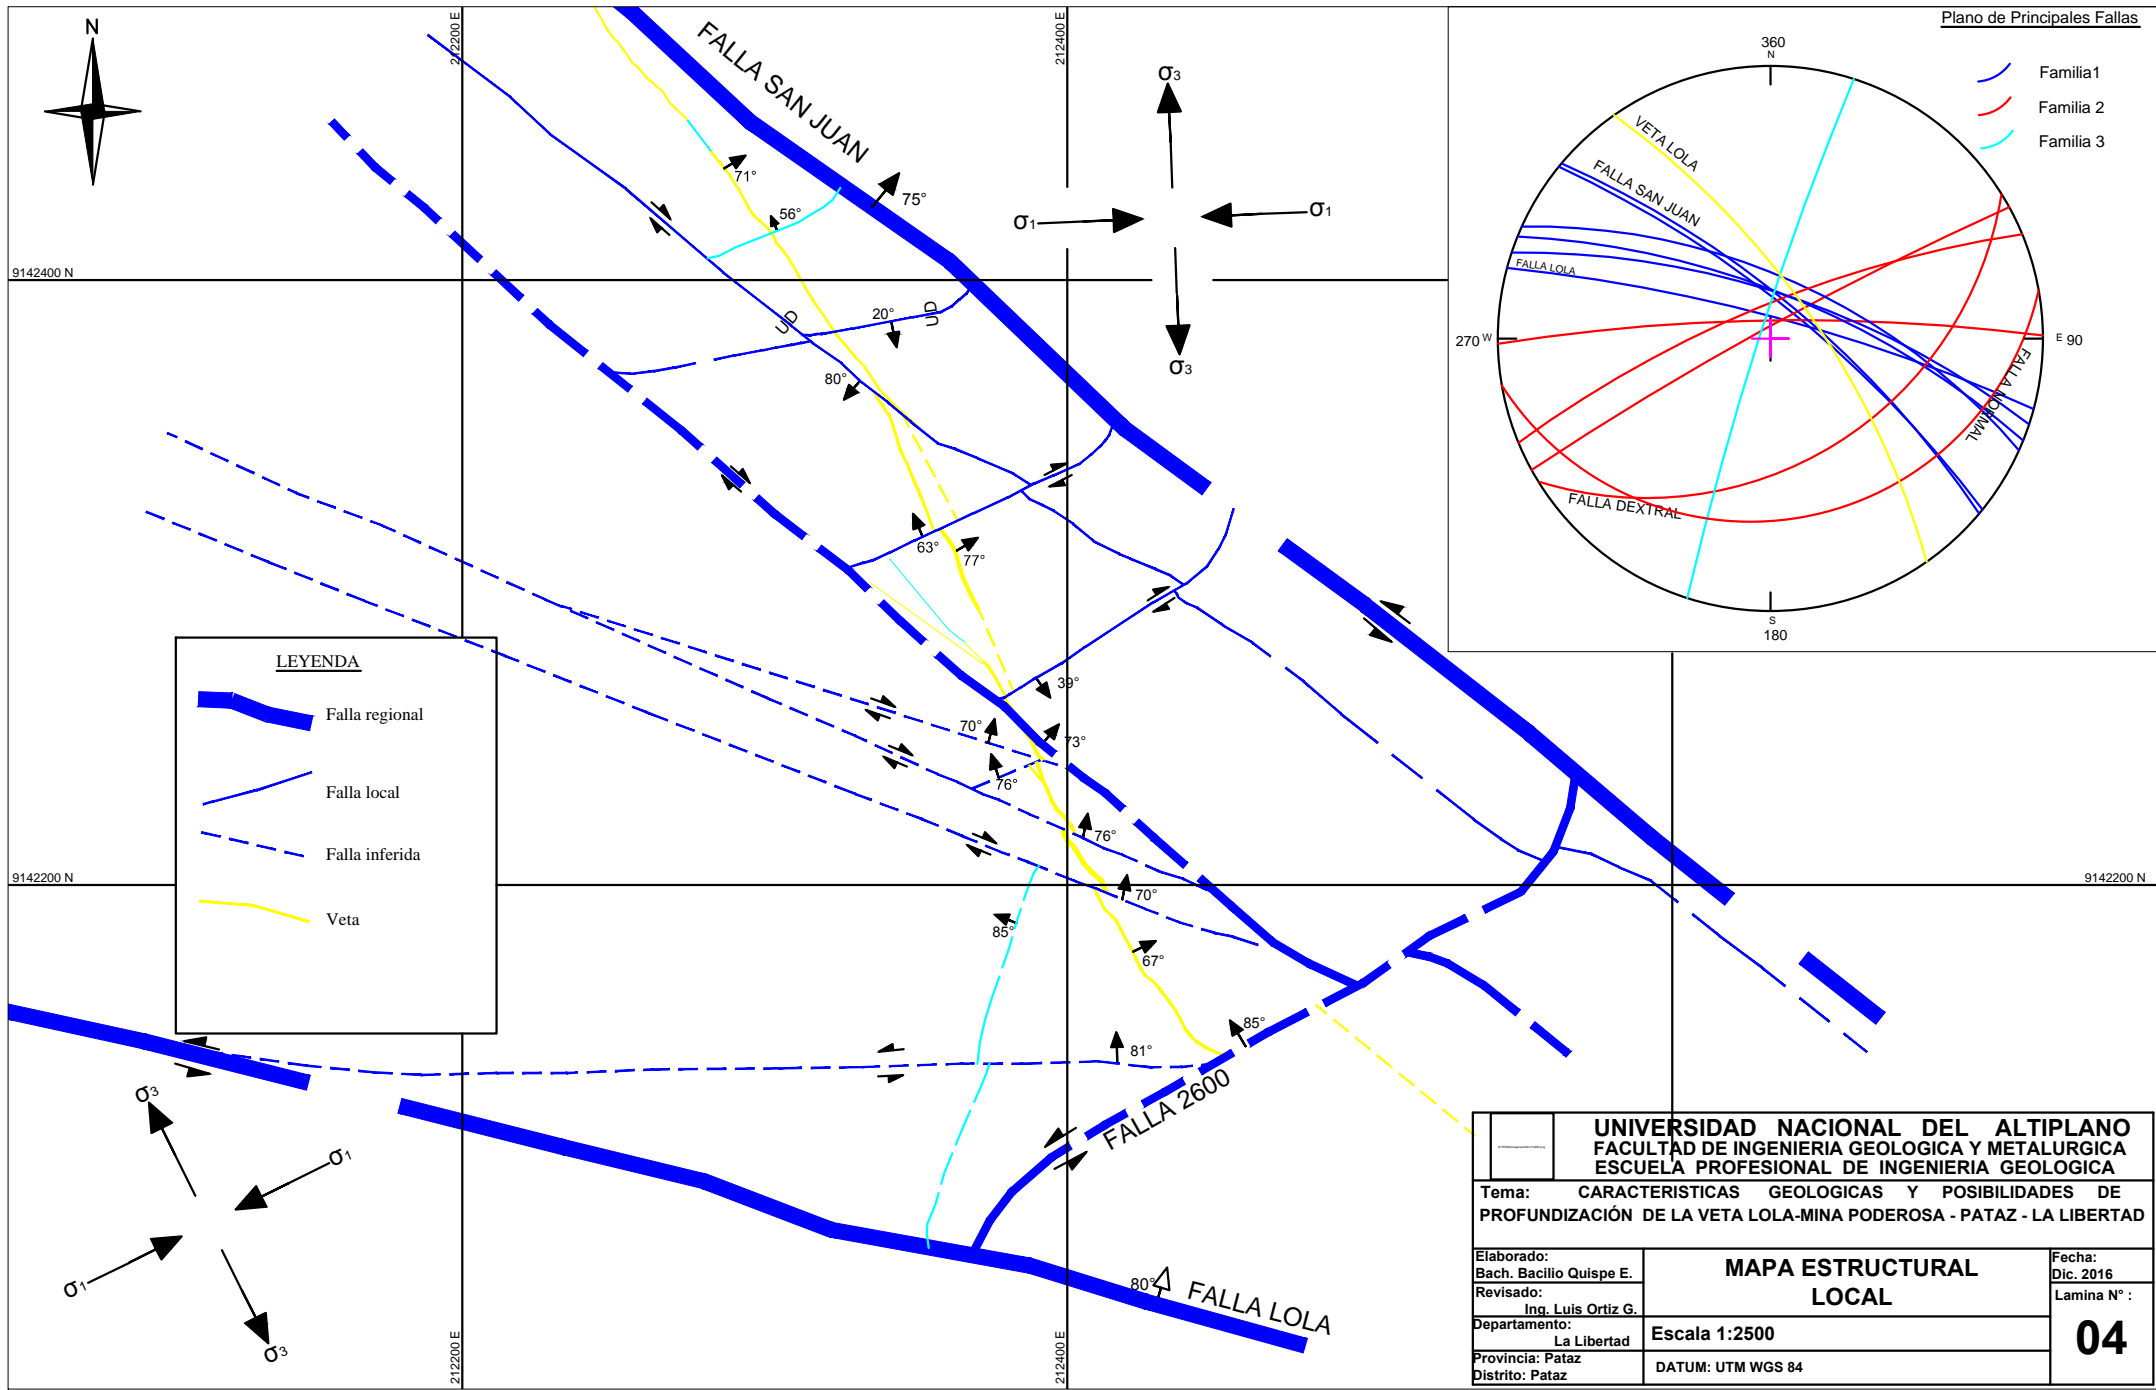 N
212200 E
212400 E
FALLA SAN JUAN
σ3
σ1
σ1
σ3
71°
56°
75°
9142400 N
20°
UD
UD
80°
63°
77°
39°
70°
73°
76°
76°
70°
85°
67°
81°
85°
9142200 N
9142200 N
FALLA 2600
80°
FALLA LOLA
σ3
σ1
σ1
σ3
212200 E
212400 E
LEYENDA
Falla regional
Falla local
Falla inferida
Veta
Plano de Principales Fallas
Familia1
Familia 2
Familia 3
360
N
VETA LOLA
FALLA SAN JUAN
FALLA LOLA
270 W
E 90
FALLA NORMAL
FALLA DEXTRAL
S
180
UNIVERSIDAD NACIONAL DEL ALTIPLANO
FACULTAD DE INGENIERIA GEOLOGICA Y METALURGICA
ESCUELA PROFESIONAL DE INGENIERIA GEOLOGICA
Tema: CARACTERISTICAS GEOLOGICAS Y POSIBILIDADES DE
PROFUNDIZACIÓN DE LA VETA LOLA-MINA PODEROSA - PATAZ - LA LIBERTAD
Elaborado:
Bach. Bacilio Quispe E.
Revisado:
Ing. Luis Ortiz G.
Departamento:
La Libertad
Provincia: Pataz
Distrito: Pataz
MAPA ESTRUCTURAL
LOCAL
Escala 1:2500
DATUM: UTM WGS 84
Fecha:
Dic. 2016
Lamina N° :
04